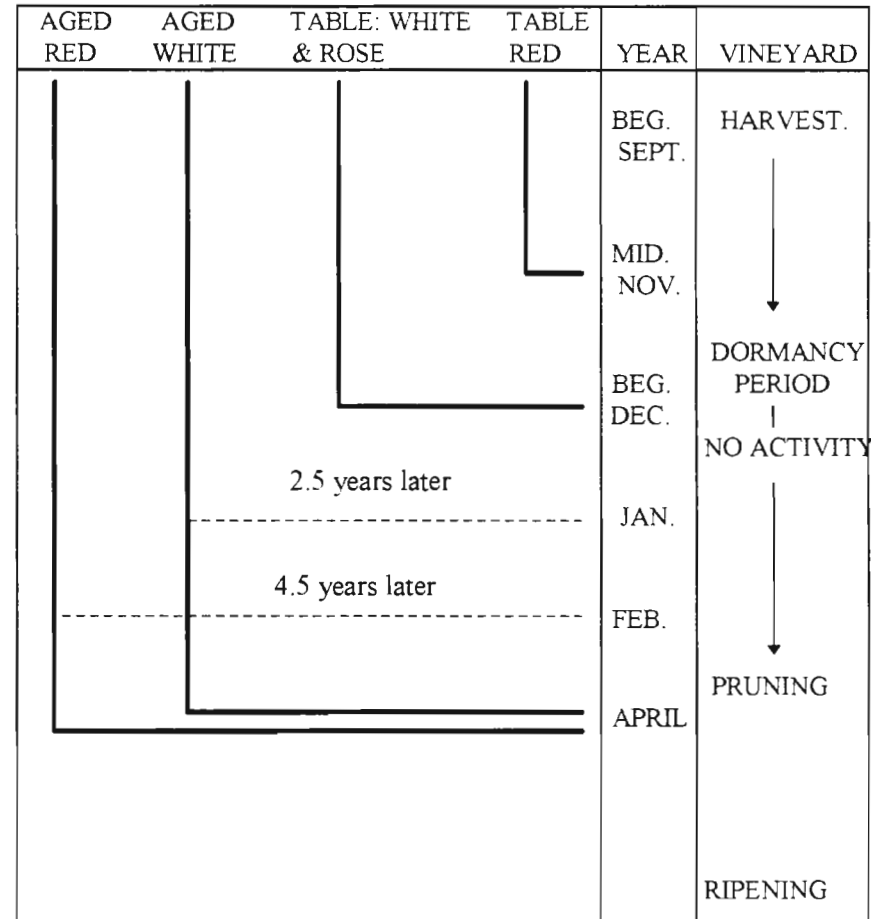 AGED RED
AGED WHITE
TABLE: WHITE & ROSE
TABLE RED
YEAR
VINEYARD
BEG. SEPT.
HARVEST.
MID. NOV.
DORMANCY PERIOD
BEG. DEC.
NO ACTIVITY
2.5 years later
JAN.
4.5 years later
FEB.
PRUNING
APRIL
RIPENING